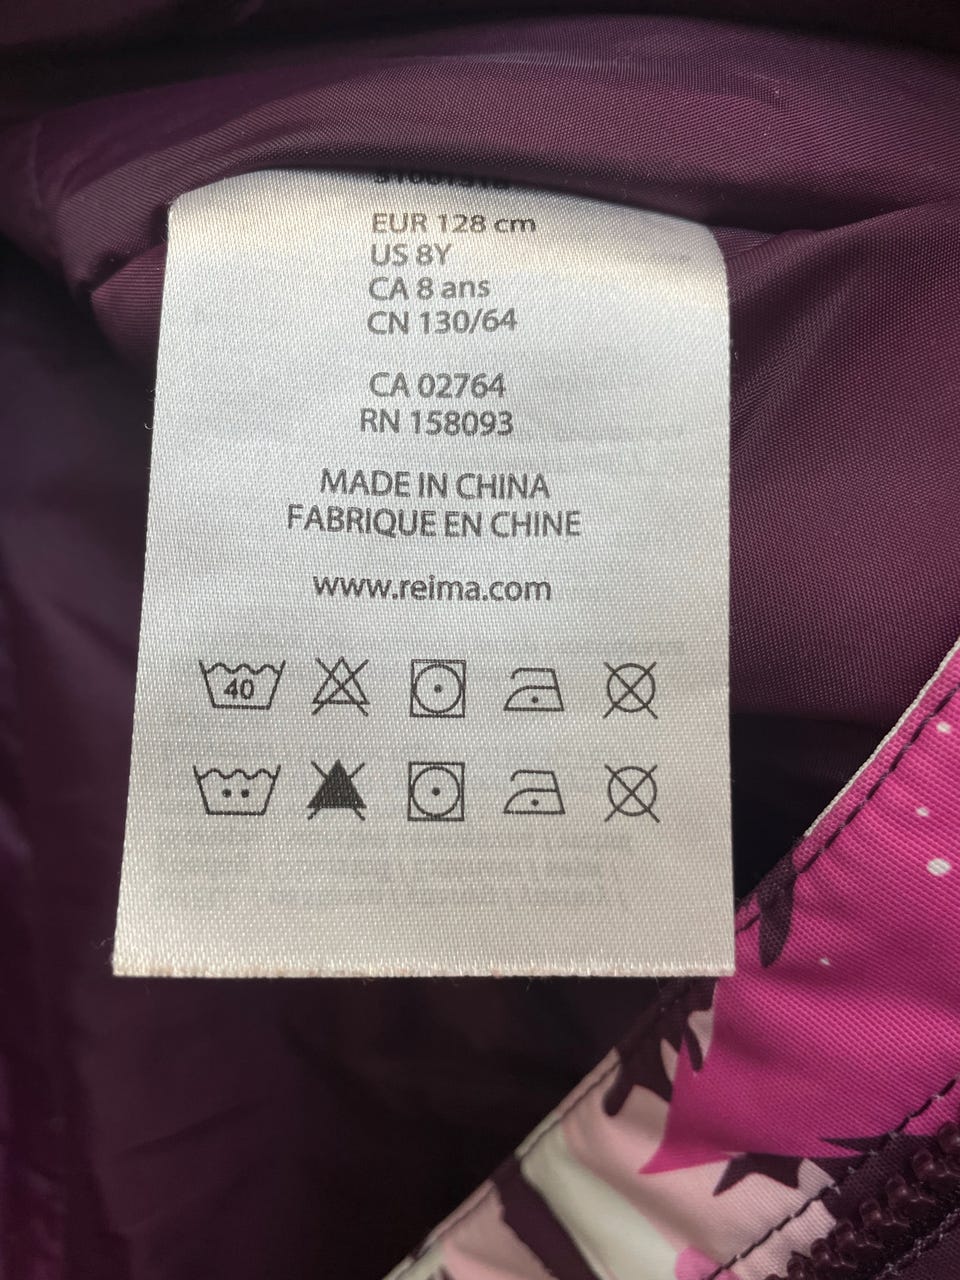 EUR 128 cm
US 8Y
CA 8 ans
CN 130/64
CA 02764
RN 158093
MADE IN CHINA
FABRIQUE EN CHINE
www.reima.com
40